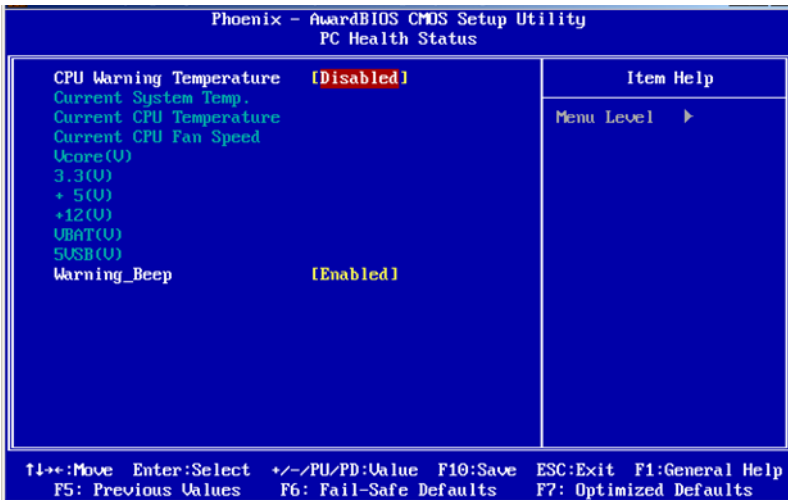 Phoenix - AwardBIOS CMOS Setup Utility
PC Health Status
CPU Warning Temperature [Disabled]
Current System Temp.
Current CPU Temperature
Current CPU Fan Speed
Vcore(V)
3.3(V)
+ 5(V)
+12(V)
VBAT(V)
5VSB(V)
Warning_Beep [Enabled]
Item Help
Menu Level ▶
↑↓→←:Move Enter:Select +/-/PU/PD:Value F10:Save ESC:Exit F1:General Help
F5: Previous Values F6: Fail-Safe Defaults F7: Optimized Defaults